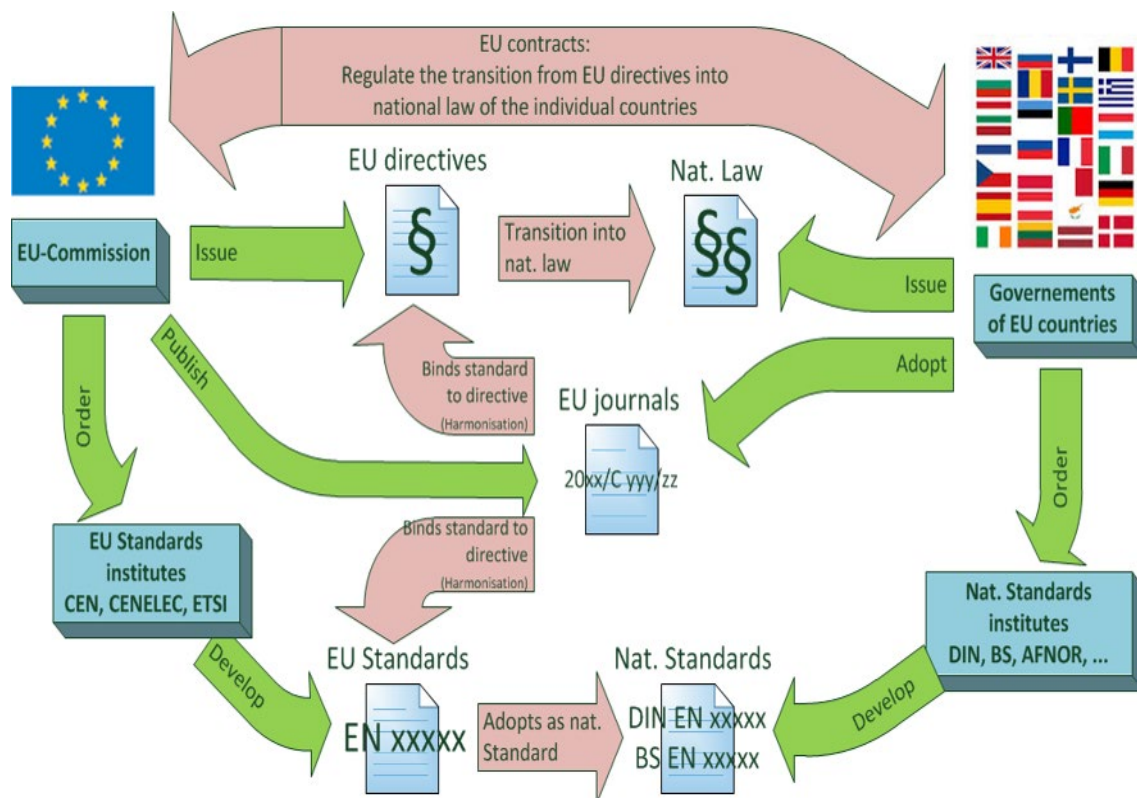 EU contracts:
Regulate the transition from EU directives into
national law of the individual countries
EU directives
§
Nat. Law
§§
EU-Commission
Issue
Transition into
nat. law
Issue
Governements
of EU countries
Publish
Order
Binds standard
to directive
(Harmonisation)
Adopt
EU journals
20xx/C yyy/zz
Order
Binds standard to
directive
(Harmonisation)
EU Standards
institutes
CEN, CENELEC, ETSI
Nat. Standards
institutes
DIN, BS, AFNOR, ...
Develop
EU Standards
EN xxxxx
Adopts as nat.
Standard
Nat. Standards
DIN EN xxxxx
BS EN xxxxx
Develop